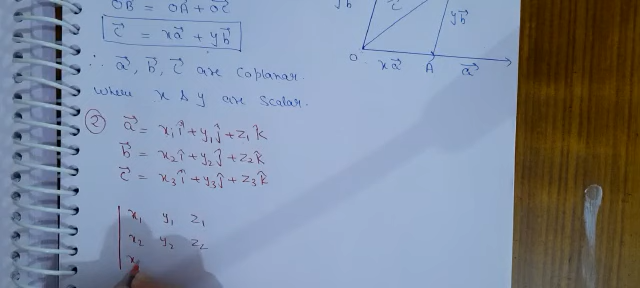 OB = OA + OC
c⃗ = xa⃗ + yb⃗
∴ a⃗, b⃗, c⃗ are Coplanar.
where x & y are scalar.
yb⃗
c⃗
yb⃗
O xa⃗ A a⃗
② a⃗ = x₁î + y₁ĵ + z₁k̂
b⃗ = x₂î + y₂ĵ + z₂k̂
c⃗ = x₃î + y₃ĵ + z₃k̂
x₁ y₁ z₁
x₂ y₂ z₂
x